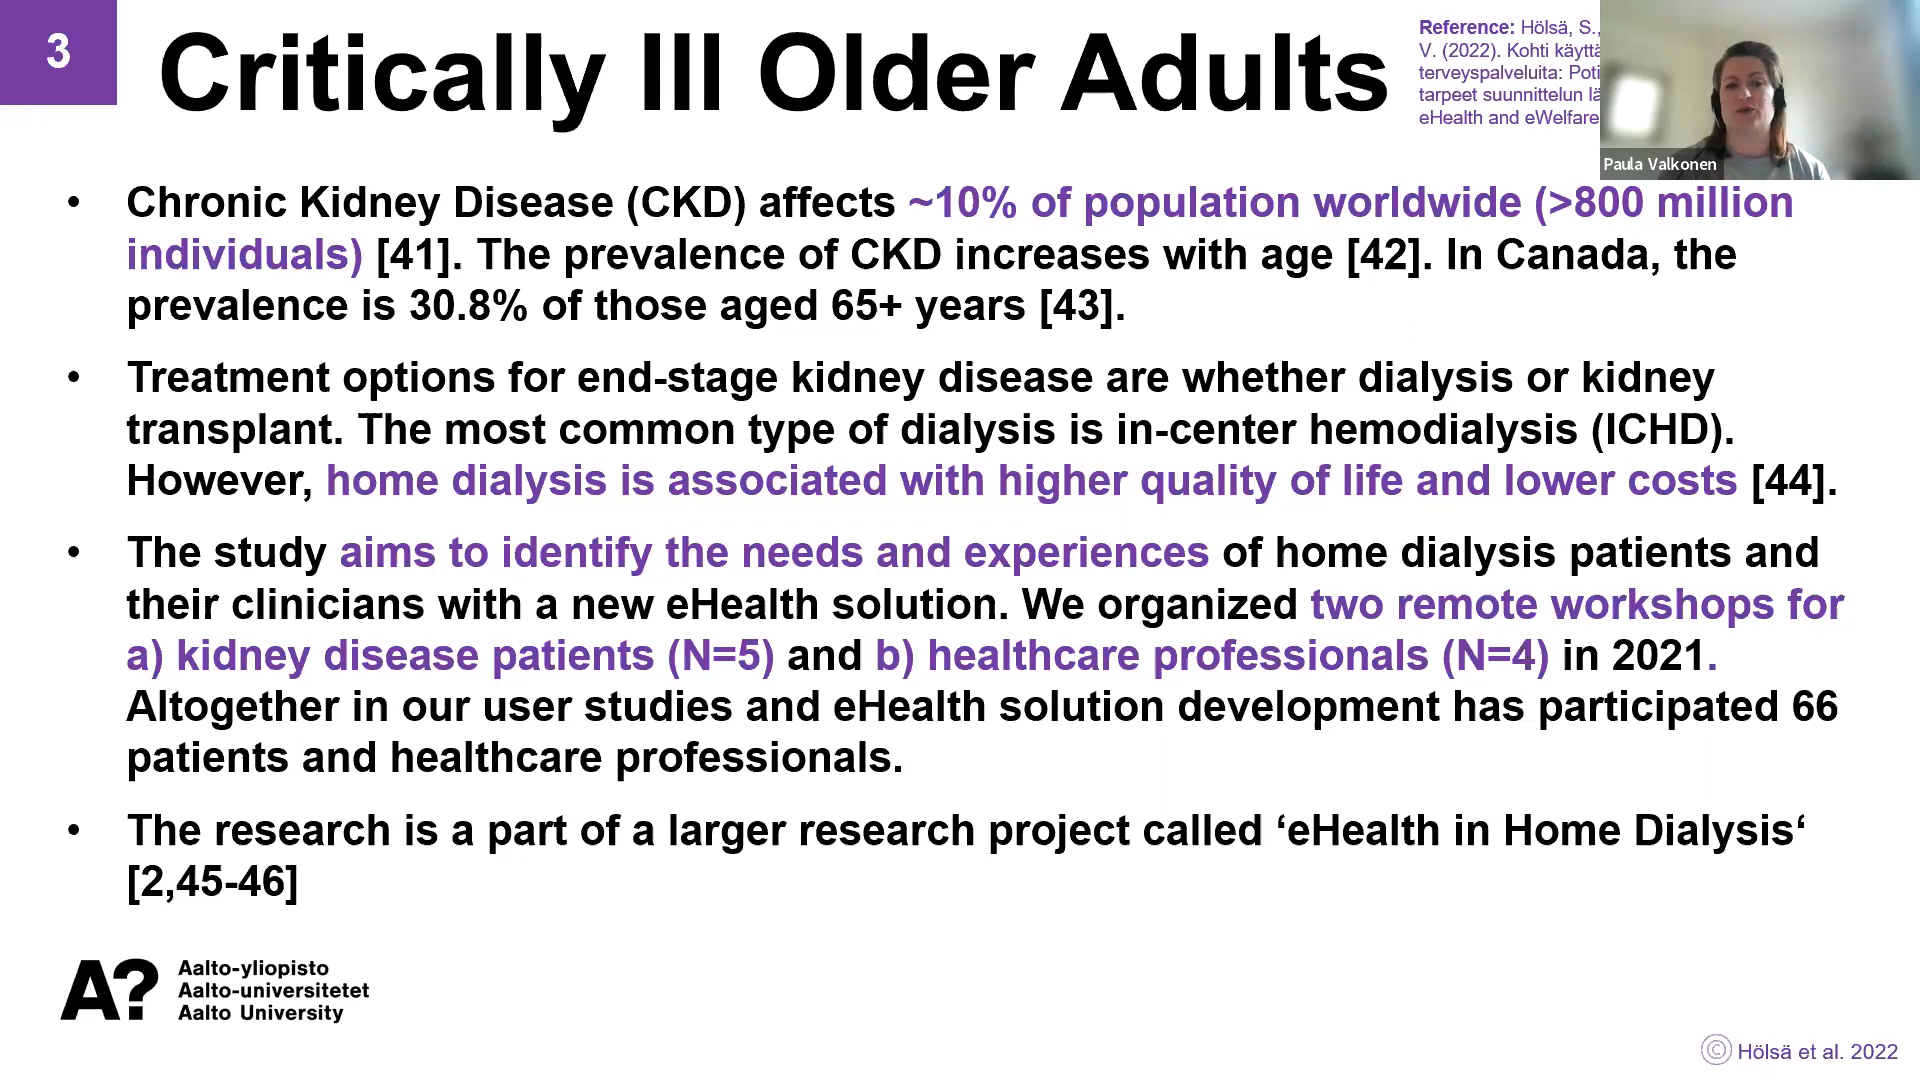 3
Critically Ill Older Adults
Reference: Hölsä, S.,
V. (2022). Kohti käyttä
terveyspalveluita: Poti
tarpeet suunnittelun lä
eHealth and eWelfare
Paula Valkonen
• Chronic Kidney Disease (CKD) affects ~10% of population worldwide (>800 million
individuals) [41]. The prevalence of CKD increases with age [42]. In Canada, the
prevalence is 30.8% of those aged 65+ years [43].
• Treatment options for end-stage kidney disease are whether dialysis or kidney
transplant. The most common type of dialysis is in-center hemodialysis (ICHD).
However, home dialysis is associated with higher quality of life and lower costs [44].
• The study aims to identify the needs and experiences of home dialysis patients and
their clinicians with a new eHealth solution. We organized two remote workshops for
a) kidney disease patients (N=5) and b) healthcare professionals (N=4) in 2021.
Altogether in our user studies and eHealth solution development has participated 66
patients and healthcare professionals.
• The research is a part of a larger research project called ‘eHealth in Home Dialysis‘
[2,45-46]
A?
Aalto-yliopisto
Aalto-universitetet
Aalto University
© Hölsä et al. 2022